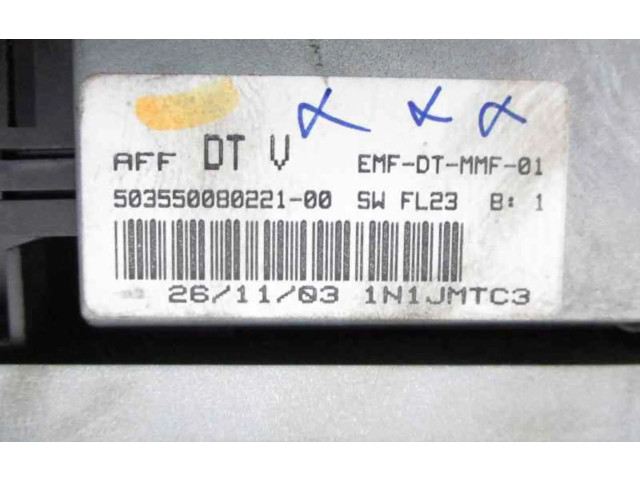 AFF DT V EMF-DT-MMF-01
503550080221-00 SW FL23 B: 1
26/11/03 1N1JMTC3